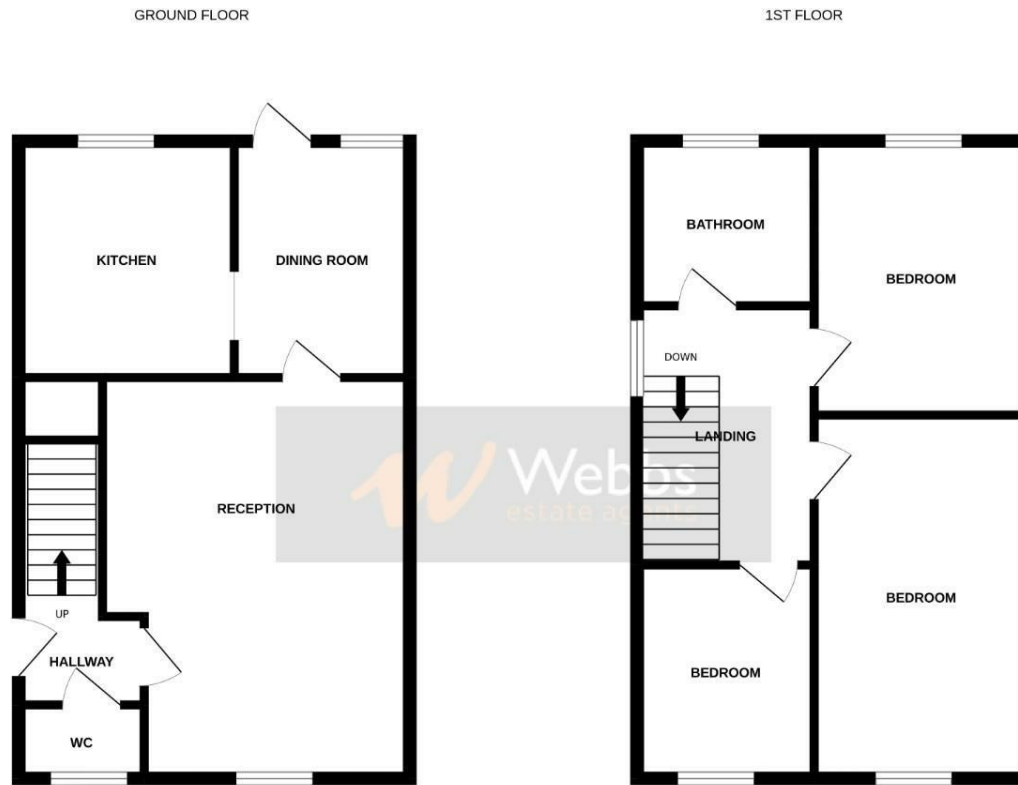 GROUND FLOOR
KITCHEN
DINING ROOM
RECEPTION
UP
HALLWAY
WC
1ST FLOOR
BATHROOM
BEDROOM
DOWN
LANDING
BEDROOM
BEDROOM
Webbs
estate agents